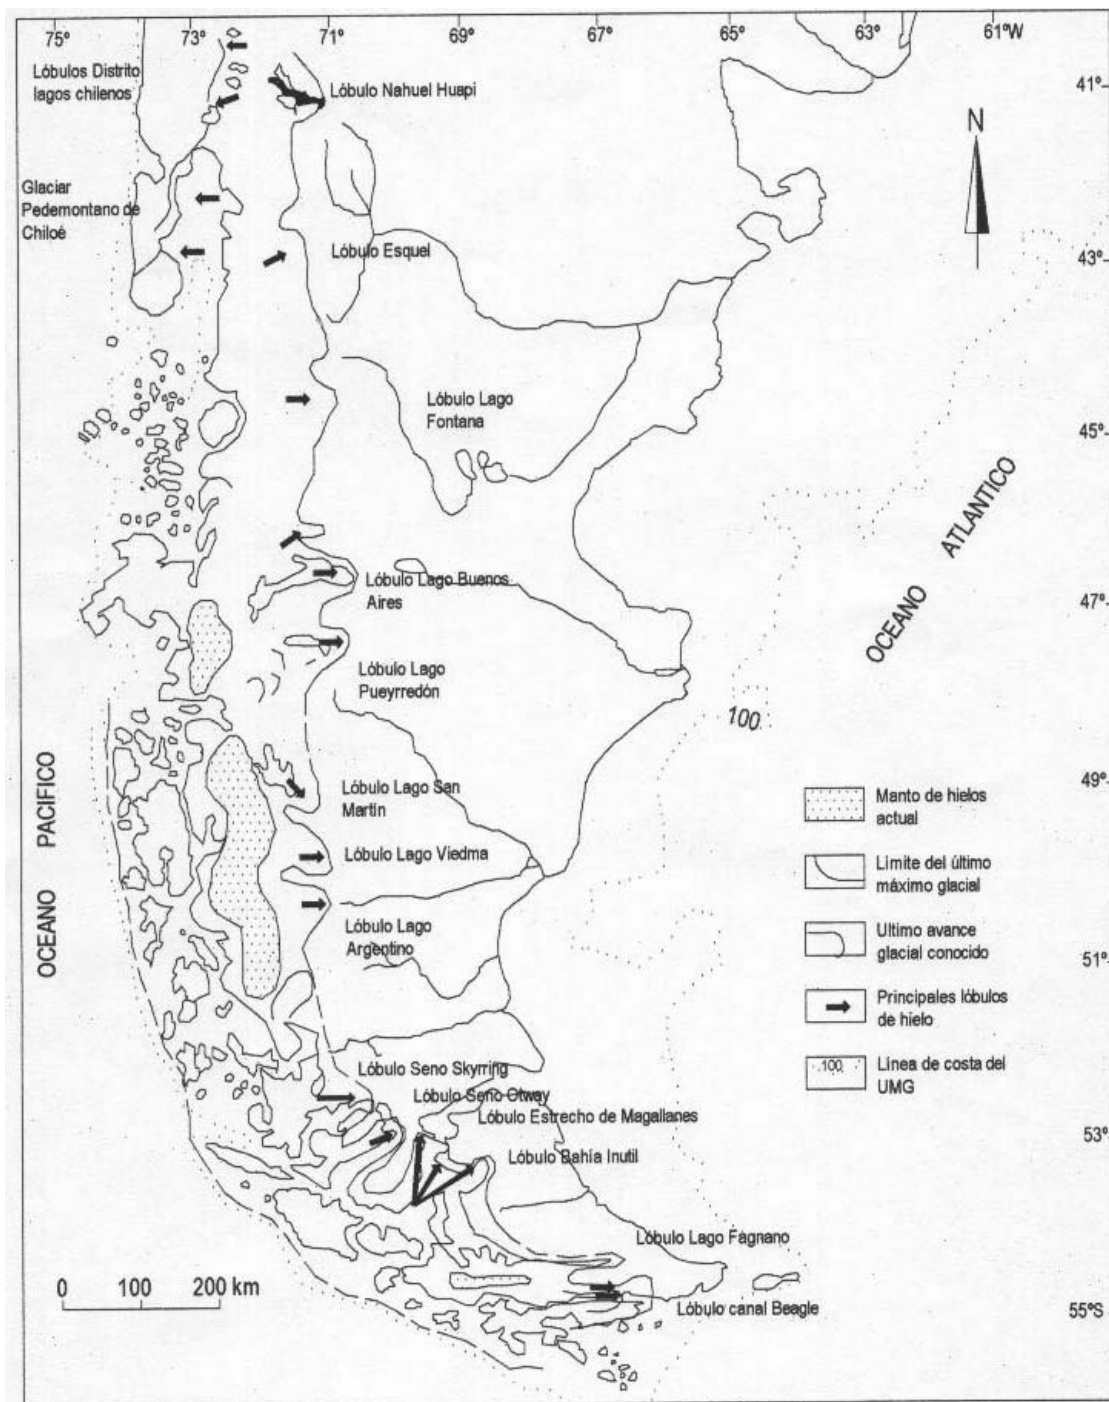 75° 73° 71° 69° 67° 65° 63° 61°W
Lóbulos Distrito
lagos chilenos
Lóbulo Nahuel Huapi
41°
N
Glaciar
Pedemontano de
Chiloé
Lóbulo Esquel
43°
Lóbulo Lago
Fontana
45°
OCEANO ATLANTICO
Lóbulo Lago Buenos
Aires
47°
Lóbulo Lago
Pueyrredón
100
OCEANO PACIFICO
Lóbulo Lago San
Martín
49°
Manto de hielos
actual
Lóbulo Lago Viedma
Límite del último
máximo glacial
Lóbulo Lago
Argentino
Ultimo avance
glacial conocido
51°
Principales lóbulos
de hielo
100
Línea de costa del
UMG
Lóbulo Seno Skyrring
Lóbulo Seno Otway
Lóbulo Estrecho de Magallanes
53°
Lóbulo Bahía Inutil
Lóbulo Lago Fagnano
0 100 200 km
Lóbulo canal Beagle
55°S